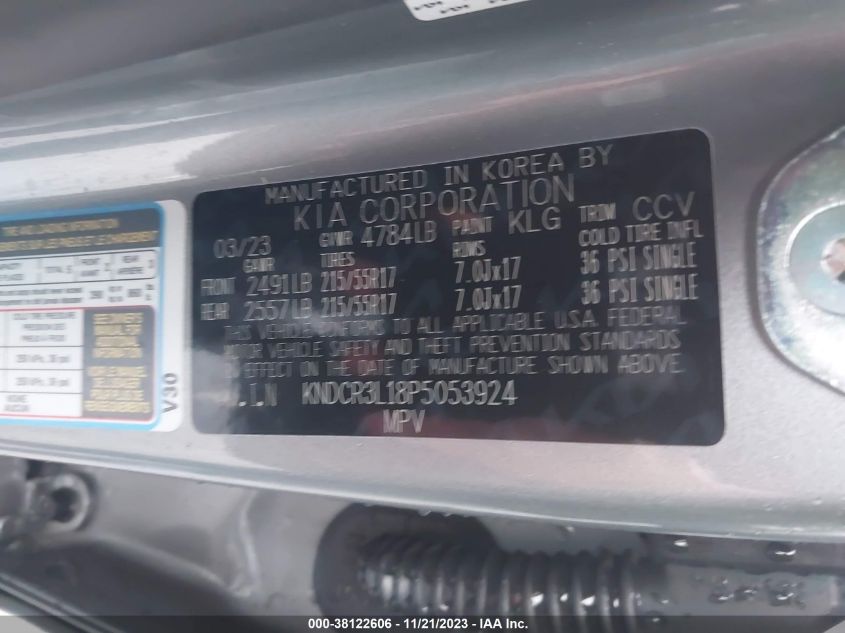 MANUFACTURED IN KOREA BY
KIA CORPORATION
03/23 GVWR 4784LB PAINT KLG TRIM CCV
GAWR TIRES RIMS COLD TIRE INFL
FRONT 2491LB 215/55R17 7.0Jx17 36 PSI SINGLE
REAR 2557LB 215/55R17 7.0Jx17 36 PSI SINGLE
THIS VEHICLE CONFORMS TO ALL APPLICABLE U.S.A. FEDERAL
MOTOR VEHICLE SAFETY AND THEFT PREVENTION STANDARDS
IN EFFECT ON THE DATE OF MANUFACTURE SHOWN ABOVE.
V.I.N KNDCR3L18P5053924
MPV
V30
000-38122606 - 11/21/2023 - IAA Inc.